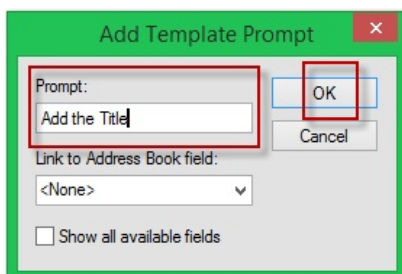 Add Template Prompt
Prompt:
Add the Title
OK
Cancel
Link to Address Book field:
<None>
Show all available fields